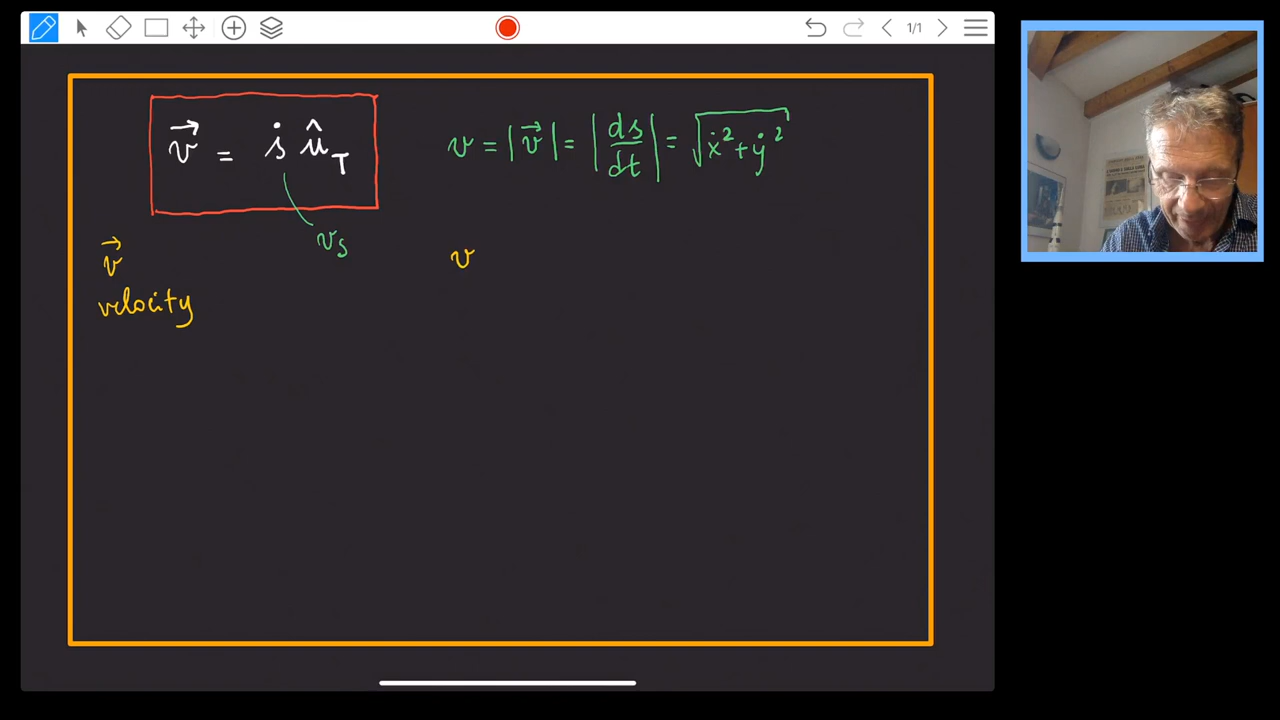 1/1
v⃗ = ṡ û_T
v = |v⃗| = |ds/dt| = √(ẋ² + ẏ²)
v_s
v⃗
v
velocity